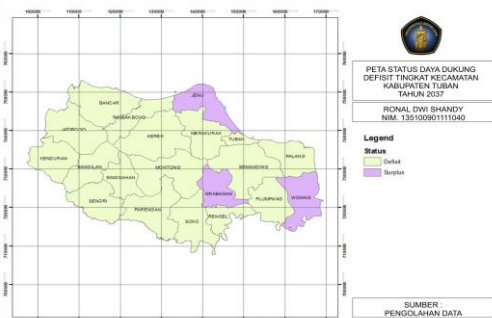 PETA STATUS DAYA DUKUNG
DEFISIT TINGKAT KECAMATAN
KABUPATEN TUBAN
TAHUN 2037
RONAL DWI SHANDY
NIM. 135100901111040
Legend
Status
Defisit
Surplus
JENU
BANCAR
TAMBAK BOYO
JATIROGO
KEREK
MERAKURAK
TUBAN
KENDURAN
BANGILAN
MONTONG
SEMANDING
PALANG
SINGGAHAN
SENORI
GRABAGAN
PLUMPANG
WIDANG
PARENGAN
SOKO
RENGEL
SUMBER :
PENGOLAHAN DATA